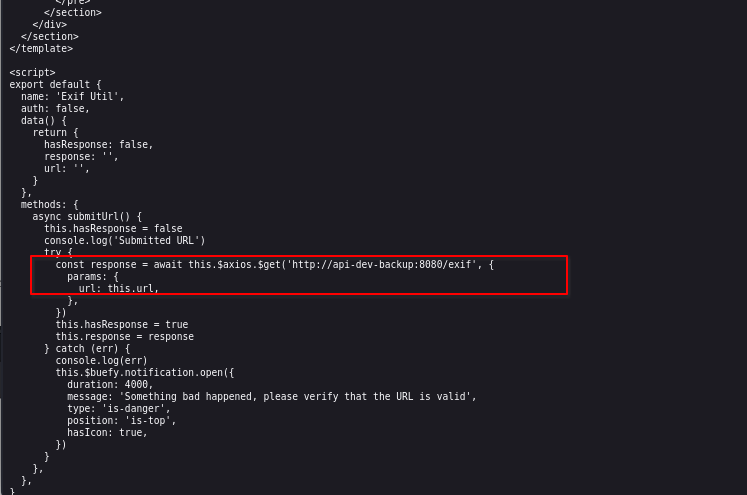 </pre>
</section>
</div>
</section>
</template>
<script>
export default {
name: 'Exif Util',
auth: false,
data() {
return {
hasResponse: false,
response: '',
url: '',
}
},
methods: {
async submitUrl() {
this.hasResponse = false
console.log('Submitted URL')
try {
const response = await this.$axios.$get('http://api-dev-backup:8080/exif', {
params: {
url: this.url,
},
})
this.hasResponse = true
this.response = response
} catch (err) {
console.log(err)
this.$buefy.notification.open({
duration: 4000,
message: 'Something bad happened, please verify that the URL is valid',
type: 'is-danger',
position: 'is-top',
hasIcon: true,
})
}
},
},
}